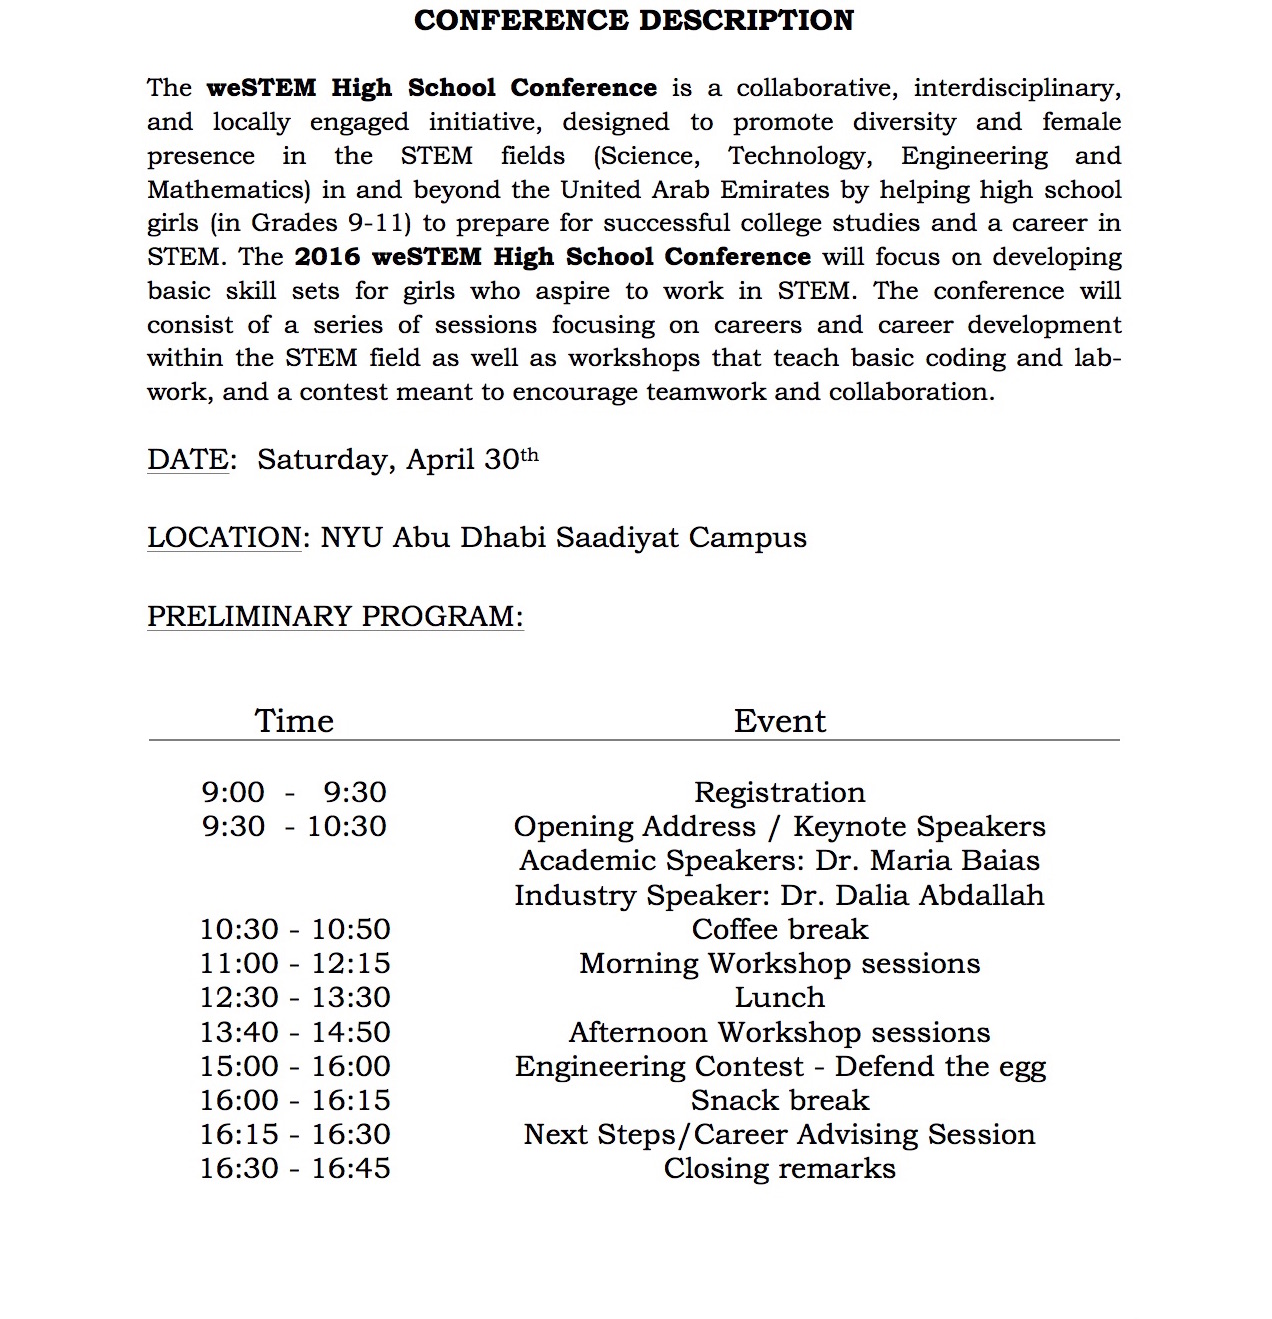 CONFERENCE DESCRIPTION
The weSTEM High School Conference is a collaborative, interdisciplinary,
and locally engaged initiative, designed to promote diversity and female
presence in the STEM fields (Science, Technology, Engineering and
Mathematics) in and beyond the United Arab Emirates by helping high school
girls (in Grades 9-11) to prepare for successful college studies and a career in
STEM. The 2016 weSTEM High School Conference will focus on developing
basic skill sets for girls who aspire to work in STEM. The conference will
consist of a series of sessions focusing on careers and career development
within the STEM field as well as workshops that teach basic coding and lab-
work, and a contest meant to encourage teamwork and collaboration.
DATE: Saturday, April 30th
LOCATION: NYU Abu Dhabi Saadiyat Campus
PRELIMINARY PROGRAM:
Time Event
9:00 - 9:30 Registration
9:30 - 10:30 Opening Address / Keynote Speakers
Academic Speakers: Dr. Maria Baias
Industry Speaker: Dr. Dalia Abdallah
10:30 - 10:50 Coffee break
11:00 - 12:15 Morning Workshop sessions
12:30 - 13:30 Lunch
13:40 - 14:50 Afternoon Workshop sessions
15:00 - 16:00 Engineering Contest - Defend the egg
16:00 - 16:15 Snack break
16:15 - 16:30 Next Steps/Career Advising Session
16:30 - 16:45 Closing remarks